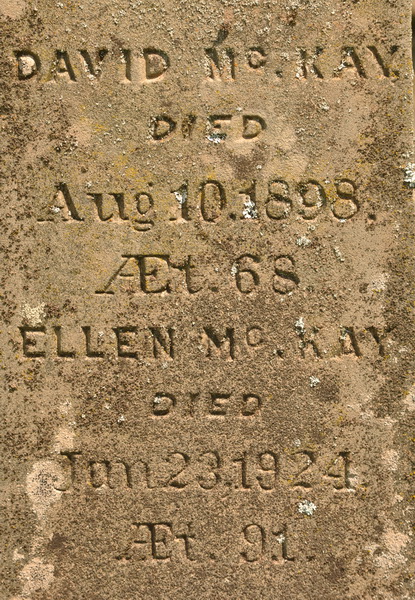 DAVID Mc. KAY
DIED
Aug 10.1898.
Æt. 68
ELLEN Mc. KAY
DIED
Jun 23.1924.
Æt. 91.